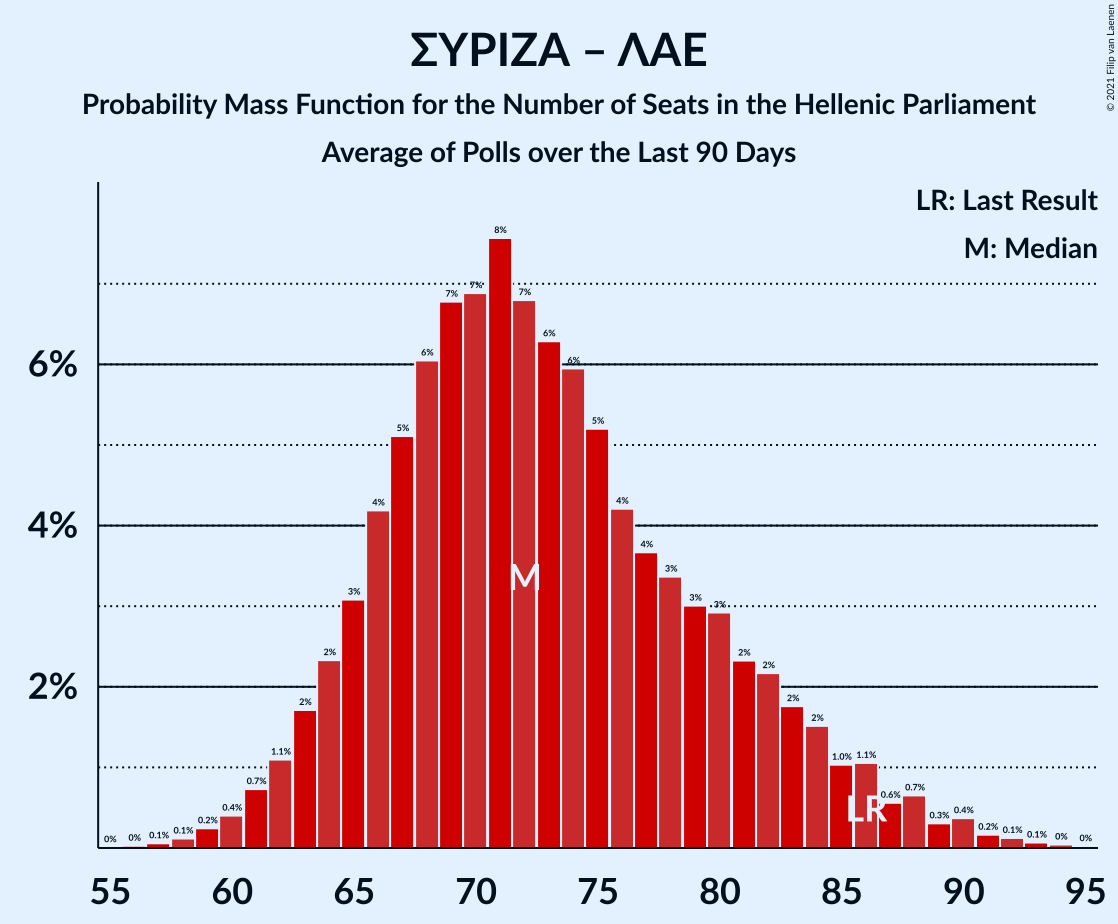 ΣΥΡΙΖΑ – ΛΑΕ
Probability Mass Function for the Number of Seats in the Hellenic Parliament
Average of Polls over the Last 90 Days
© 2021 Filip van Laenen
LR: Last Result
M: Median
6%
4%
2%
0% 0% 0.1% 0.1% 0.2% 0.4% 0.7% 1.1% 2% 2% 3% 4% 5% 6% 7% 7% 8% 7% 6% 6% 5% 4% 4% 3% 3% 3% 2% 2% 2% 2% 1.0% 1.1% 0.6% 0.7% 0.3% 0.4% 0.2% 0.1% 0.1% 0% 0%
M
LR
55 60 65 70 75 80 85 90 95